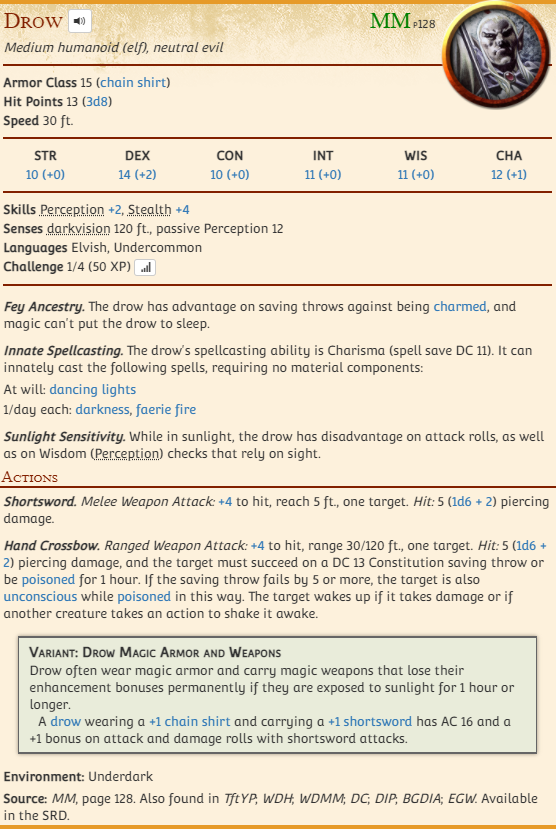 Drow MM p128
Medium humanoid (elf), neutral evil
Armor Class 15 (chain shirt)
Hit Points 13 (3d8)
Speed 30 ft.
STR DEX CON INT WIS CHA
10 (+0) 14 (+2) 10 (+0) 11 (+0) 11 (+0) 12 (+1)
Skills Perception +2, Stealth +4
Senses darkvision 120 ft., passive Perception 12
Languages Elvish, Undercommon
Challenge 1/4 (50 XP)
Fey Ancestry. The drow has advantage on saving throws against being charmed, and
magic can't put the drow to sleep.
Innate Spellcasting. The drow's spellcasting ability is Charisma (spell save DC 11). It can
innately cast the following spells, requiring no material components:
At will: dancing lights
1/day each: darkness, faerie fire
Sunlight Sensitivity. While in sunlight, the drow has disadvantage on attack rolls, as well
as on Wisdom (Perception) checks that rely on sight.
Actions
Shortsword. Melee Weapon Attack: +4 to hit, reach 5 ft., one target. Hit: 5 (1d6 + 2) piercing
damage.
Hand Crossbow. Ranged Weapon Attack: +4 to hit, range 30/120 ft., one target. Hit: 5 (1d6 +
2) piercing damage, and the target must succeed on a DC 13 Constitution saving throw or
be poisoned for 1 hour. If the saving throw fails by 5 or more, the target is also
unconscious while poisoned in this way. The target wakes up if it takes damage or if
another creature takes an action to shake it awake.
Variant: Drow Magic Armor and Weapons
Drow often wear magic armor and carry magic weapons that lose their
enhancement bonuses permanently if they are exposed to sunlight for 1 hour or
longer.
A drow wearing a +1 chain shirt and carrying a +1 shortsword has AC 16 and a
+1 bonus on attack and damage rolls with shortsword attacks.
Environment: Underdark
Source: MM, page 128. Also found in TftYP; WDH; WDMM; DC; DIP; BGDIA; EGW. Available
in the SRD.